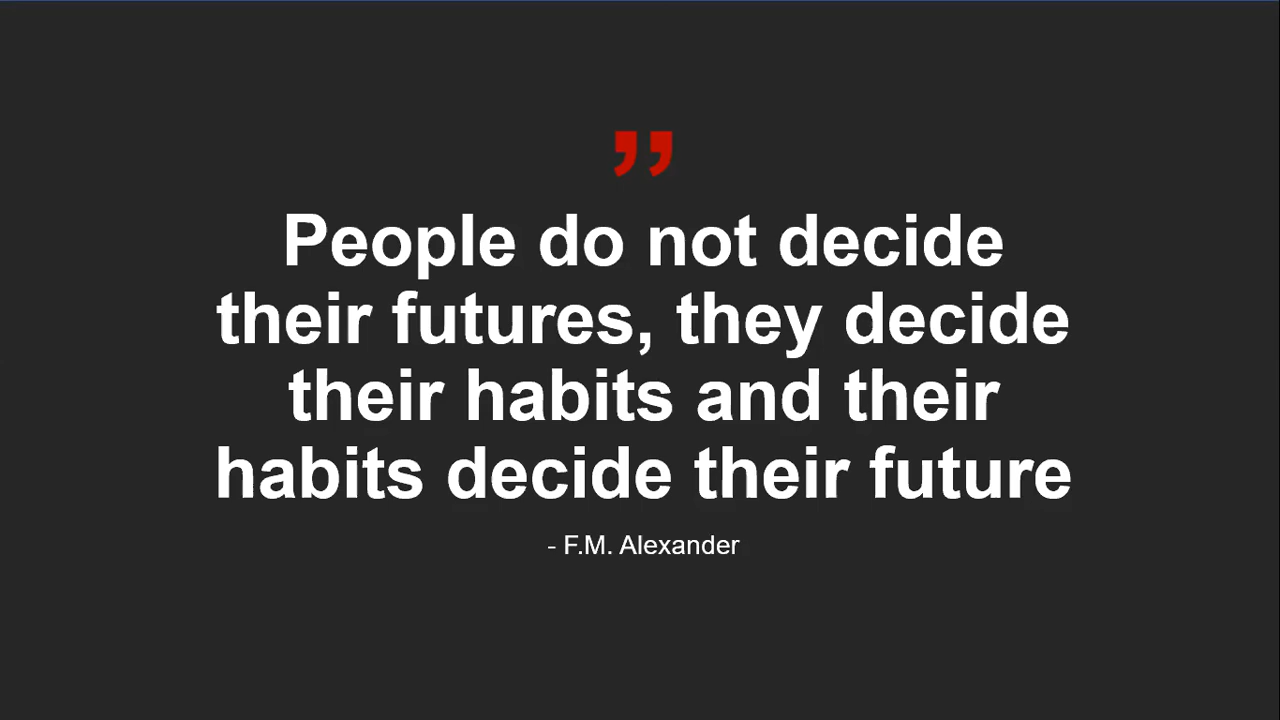 ”
People do not decide
their futures, they decide
their habits and their
habits decide their future
- F.M. Alexander